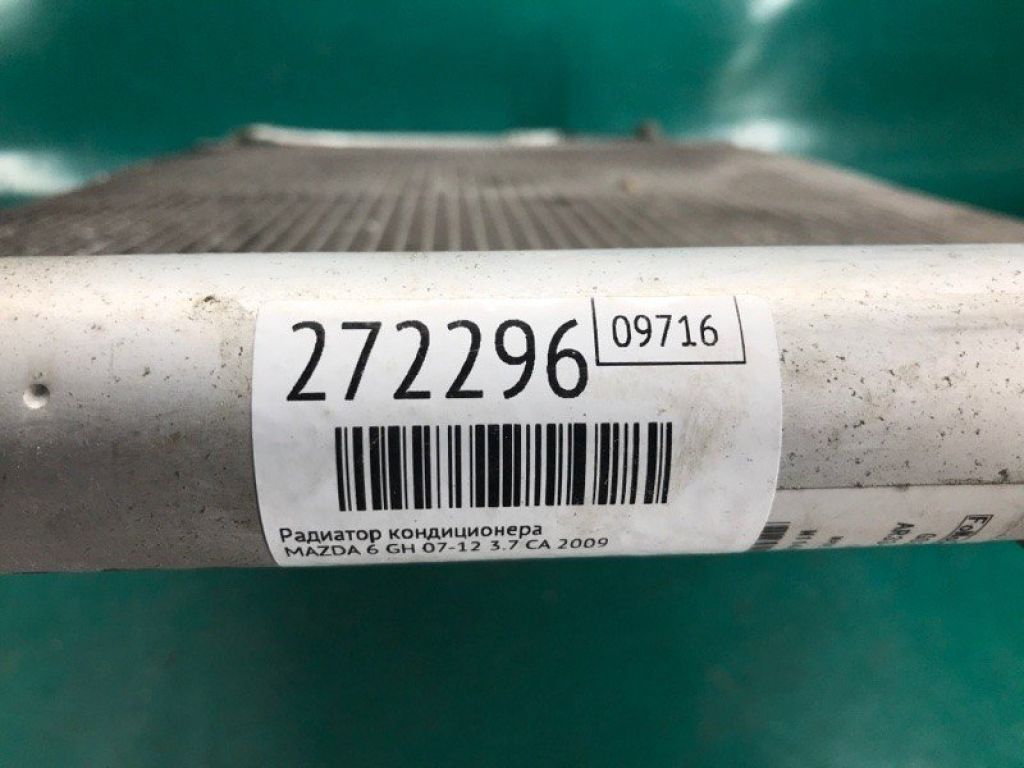 272296
09716
Радиатор кондиционера
MAZDA 6 GH 07-12 3.7 CA 2009